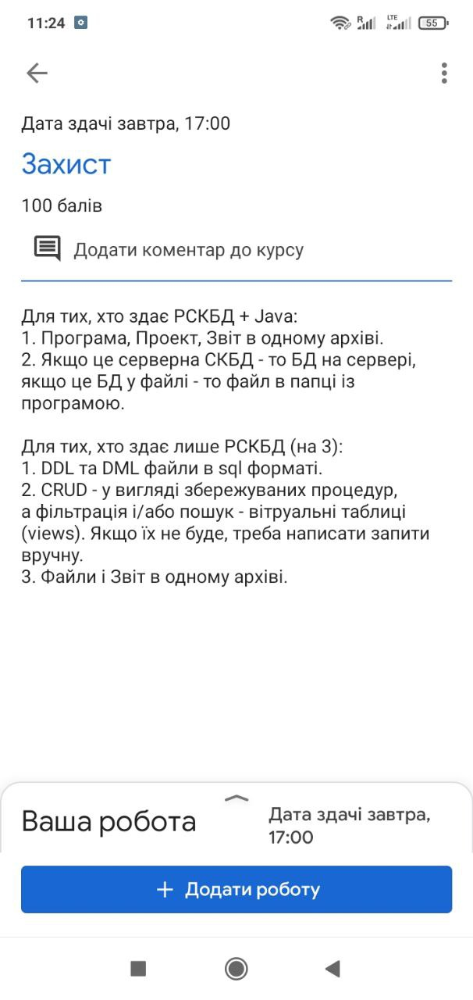 11:24
R
LTE
55
Дата здачі завтра, 17:00
Захист
100 балів
Додати коментар до курсу
Для тих, хто здає РСКБД + Java:
1. Програма, Проект, Звіт в одному архіві.
2. Якщо це серверна СКБД - то БД на сервері,
якщо це БД у файлі - то файл в папці із
програмою.
Для тих, хто здає лише РСКБД (на 3):
1. DDL та DML файли в sql форматі.
2. CRUD - у вигляді збережуваних процедур,
а фільтрація і/або пошук - вітруальні таблиці
(views). Якщо їх не буде, треба написати запити
вручну.
3. Файли і Звіт в одному архіві.
Ваша робота
Дата здачі завтра,
17:00
+ Додати роботу